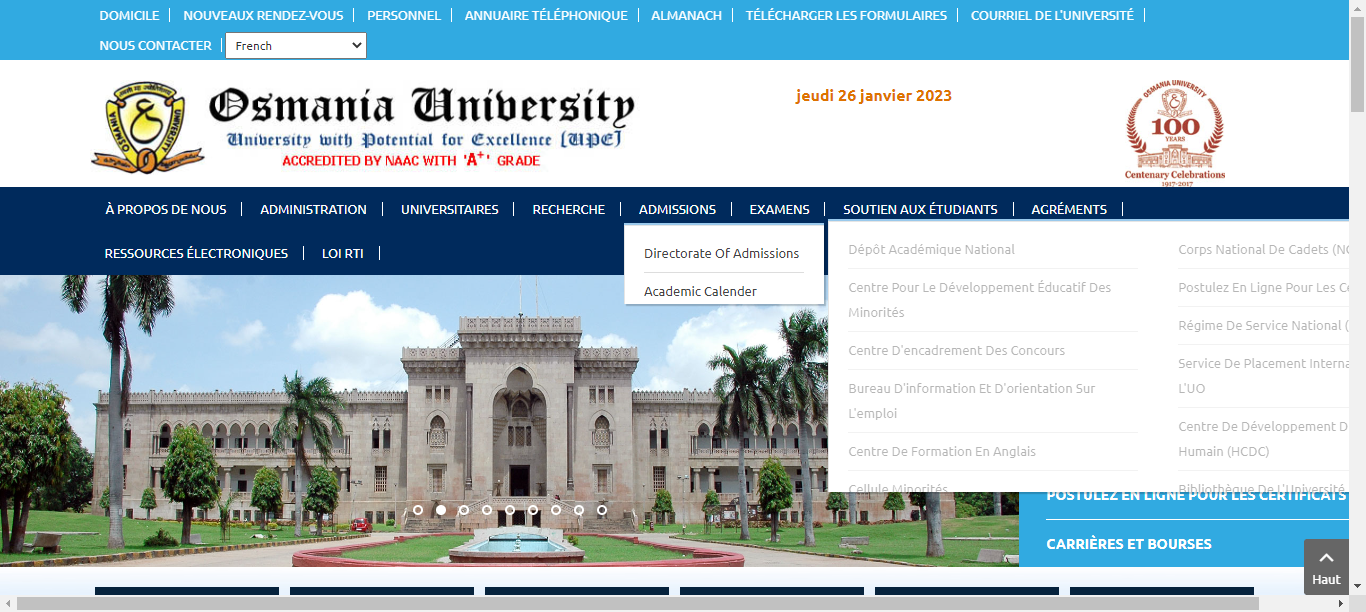 DOMICILE
NOUVEAUX RENDEZ-VOUS
PERSONNEL
ANNUAIRE TÉLÉPHONIQUE
ALMANACH
TÉLÉCHARGER LES FORMULAIRES
COURRIEL DE L'UNIVERSITÉ
NOUS CONTACTER
French
Osmania University
University with Potential for Excellence [UPE]
ACCREDITED BY NAAC WITH 'A+' GRADE
jeudi 26 janvier 2023
OSMANIA UNIVERSITY
100
YEARS
Centenary Celebrations
1917-2017
À PROPOS DE NOUS
ADMINISTRATION
UNIVERSITAIRES
RECHERCHE
ADMISSIONS
EXAMENS
SOUTIEN AUX ÉTUDIANTS
AGRÉMENTS
RESSOURCES ÉLECTRONIQUES
LOI RTI
Directorate Of Admissions
Academic Calender
Dépôt Académique National
Centre Pour Le Développement Éducatif Des
Minorités
Centre D'encadrement Des Concours
Bureau D'information Et D'orientation Sur
L'emploi
Centre De Formation En Anglais
Cellule Minorités
Corps National De Cadets (NC
Postulez En Ligne Pour Les Ce
Régime De Service National (
Service De Placement Interna
L'UO
Centre De Développement D
Humain (HCDC)
Bibliothèque De L'Université
POSTULEZ EN LIGNE POUR LES CERTIFICATS
CARRIÈRES ET BOURSES
Haut